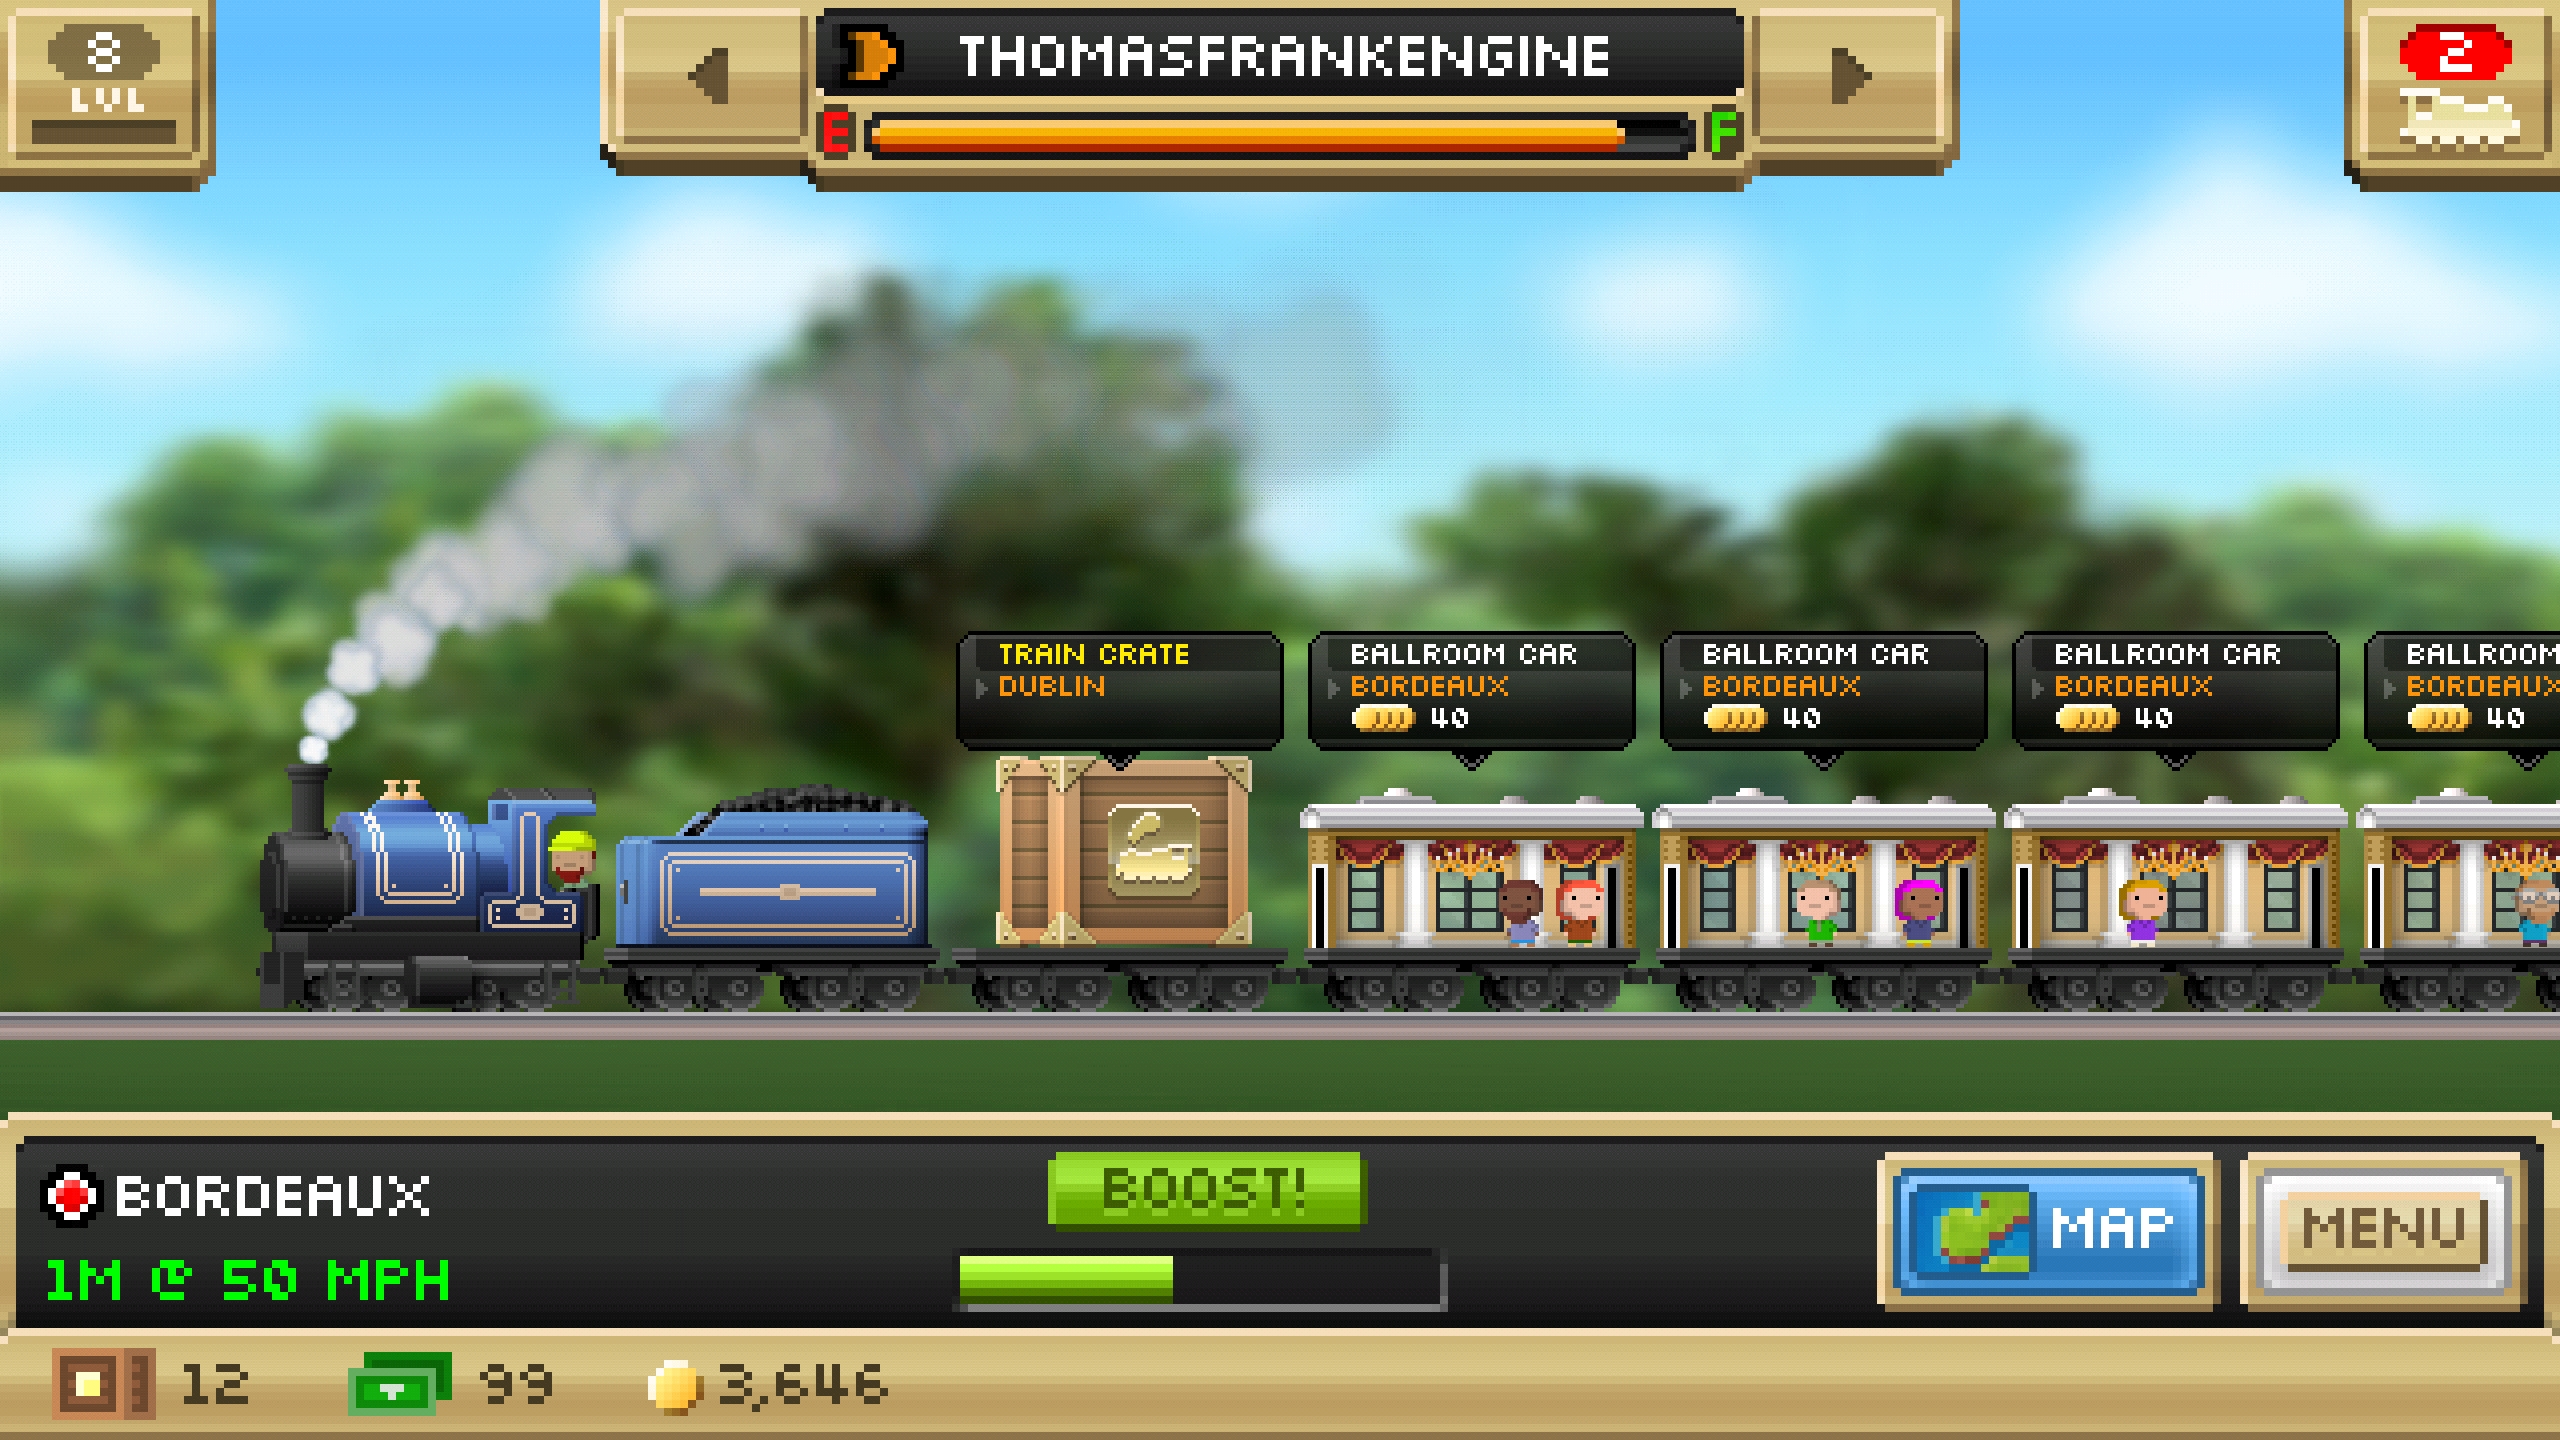 8
LVL
THOMASFRANKENGINE
E
F
2
TRAIN CRATE
DUBLIN
BALLROOM CAR
BORDEAUX
40
BALLROOM CAR
BORDEAUX
40
BALLROOM CAR
BORDEAUX
40
BALLROOM
BORDEAUX
40
BORDEAUX
1M @ 50 MPH
BOOST!
MAP
MENU
12
99
3,646